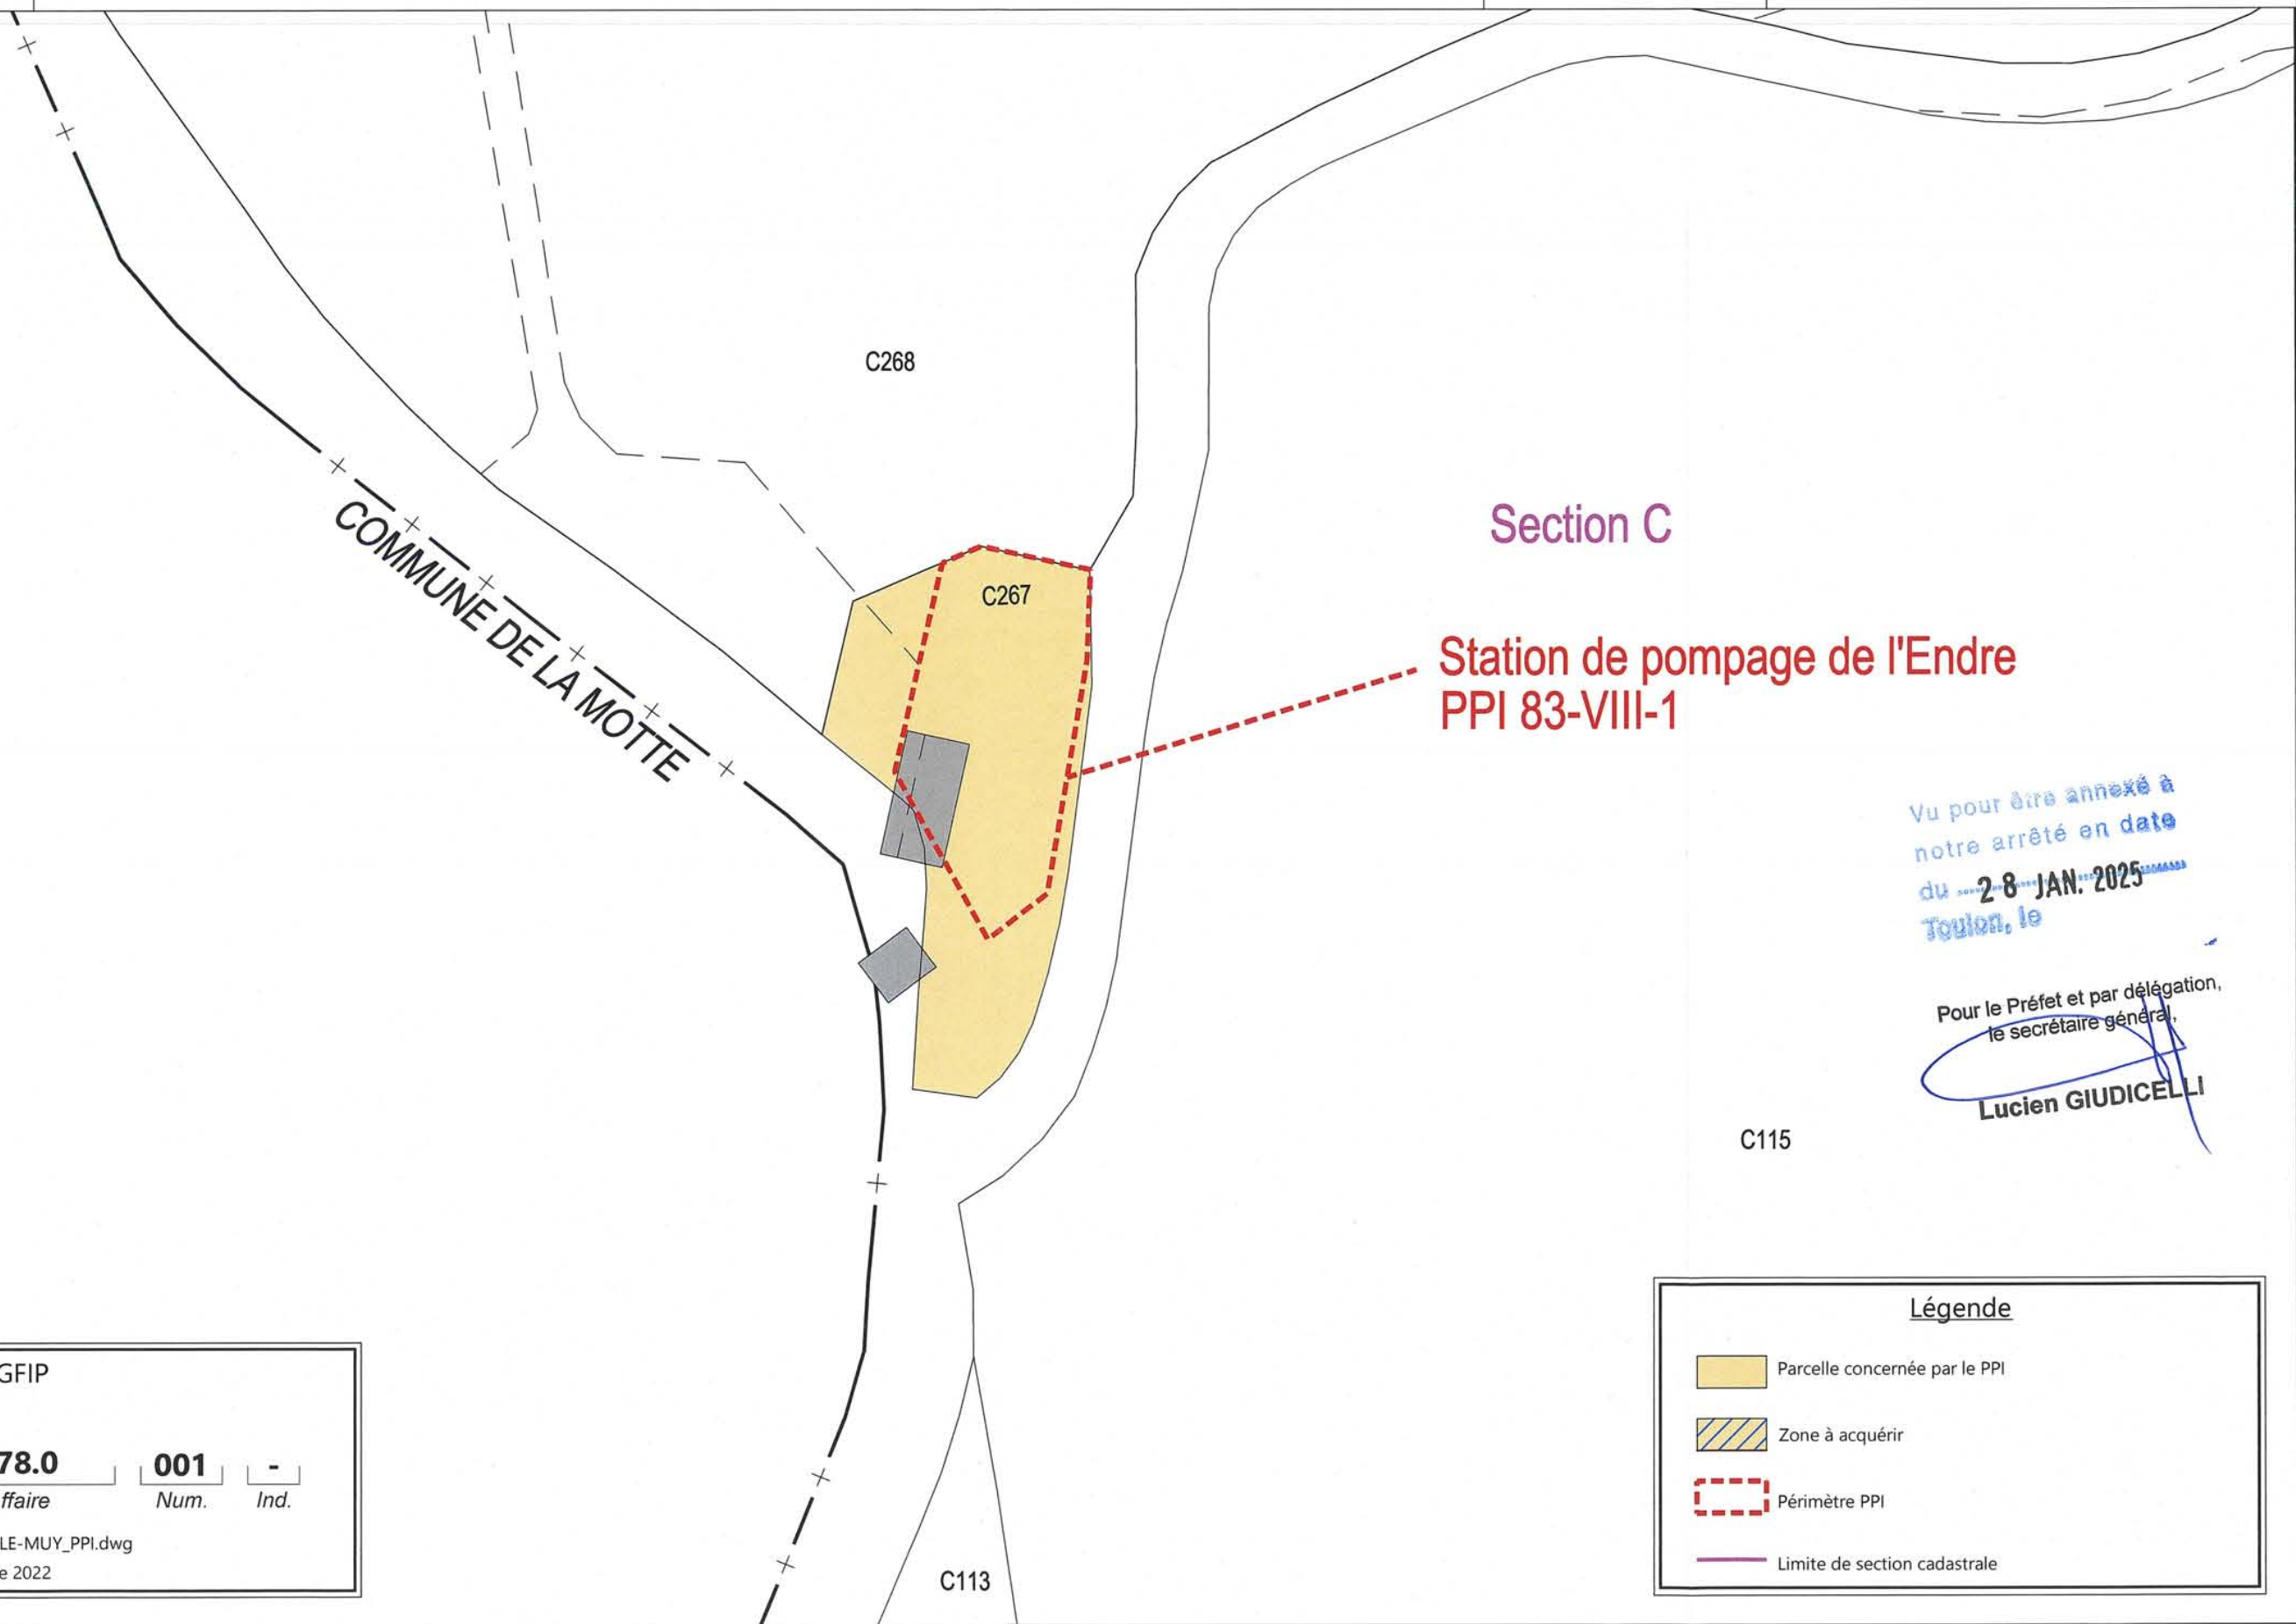 C268
COMMUNE DE LA MOTTE
Section C
C267
Station de pompage de l'Endre
PPI 83-VIII-1
Vu pour être annexé à
notre arrêté en date
du 28 JAN. 2025
Toulon, le
Pour le Préfet et par délégation,
le secrétaire général,
Lucien GIUDICELLI
C115
Légende
Parcelle concernée par le PPI
Zone à acquérir
Périmètre PPI
Limite de section cadastrale
GFIP
78.0 001 -
ffaire Num. Ind.
LE-MUY_PPI.dwg
e 2022
C113